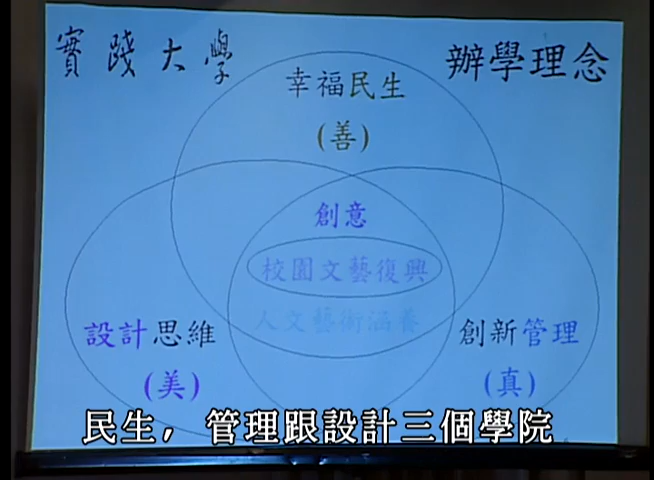 實踐大學
辦學理念
幸福民生
(善)
創意
校園文藝復興
人文藝術涵養
設計思維
(美)
創新管理
(真)
民生，管理跟設計三個學院